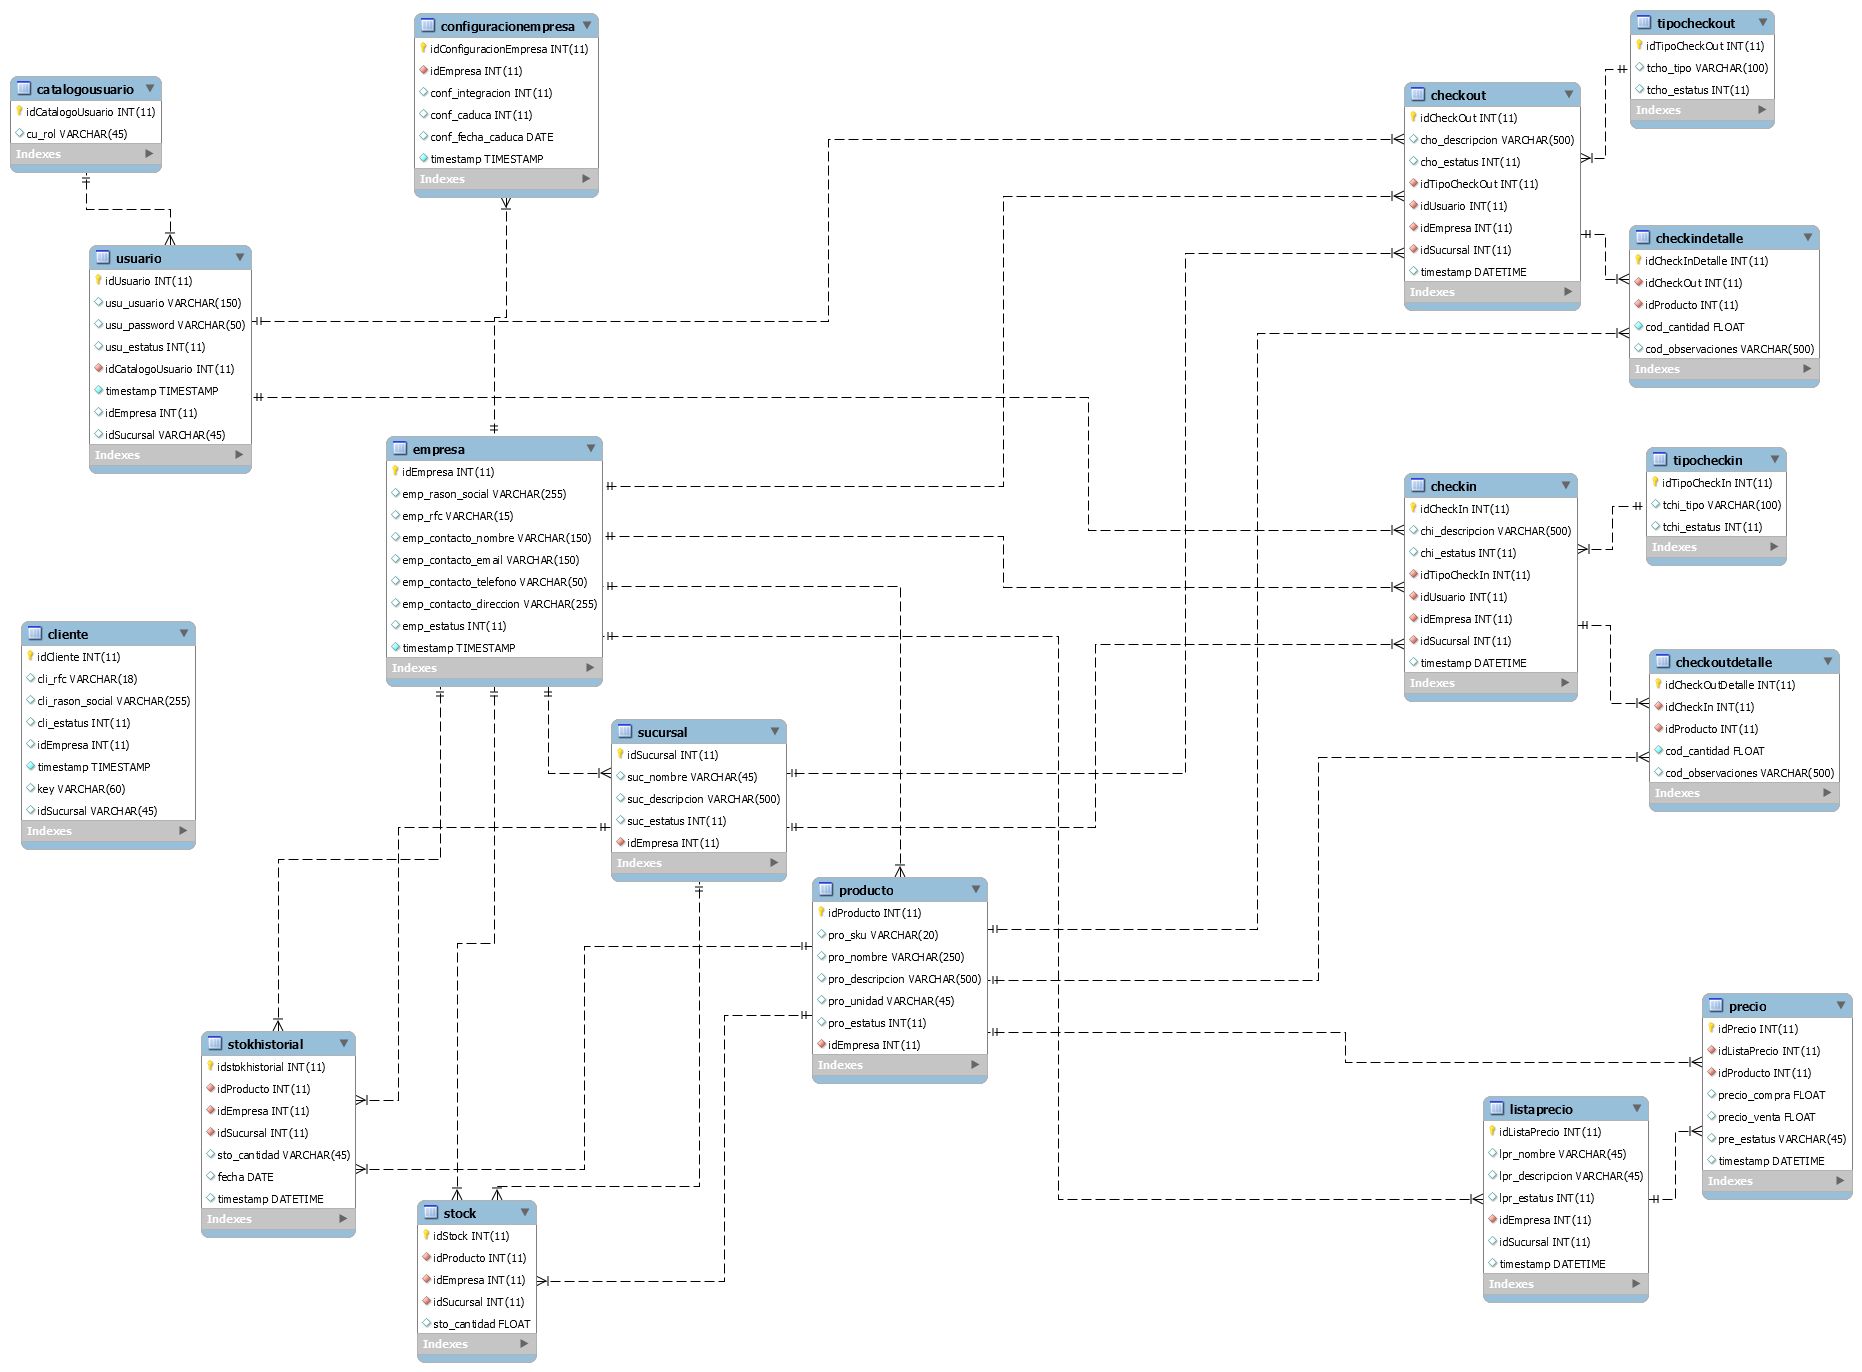 configuracionempresa
idConfiguracionEmpresa INT(11)
idEmpresa INT(11)
conf_integracion INT(11)
conf_caduca INT(11)
conf_fecha_caduca DATE
timestamp TIMESTAMP
Indexes
tipocheckout
idTipoCheckOut INT(11)
tcho_tipo VARCHAR(100)
tcho_estatus INT(11)
Indexes
catalogousuario
idCatalogoUsuario INT(11)
cu_rol VARCHAR(45)
Indexes
checkout
idCheckOut INT(11)
cho_descripcion VARCHAR(500)
cho_estatus INT(11)
idTipoCheckOut INT(11)
idUsuario INT(11)
idEmpresa INT(11)
idSucursal INT(11)
timestamp DATETIME
Indexes
checkindetalle
idCheckInDetalle INT(11)
idCheckOut INT(11)
idProducto INT(11)
cod_cantidad FLOAT
cod_observaciones VARCHAR(500)
Indexes
usuario
idUsuario INT(11)
usu_usuario VARCHAR(150)
usu_password VARCHAR(50)
usu_estatus INT(11)
idCatalogoUsuario INT(11)
timestamp TIMESTAMP
idEmpresa INT(11)
idSucursal VARCHAR(45)
Indexes
empresa
idEmpresa INT(11)
emp_rason_social VARCHAR(255)
emp_rfc VARCHAR(15)
emp_contacto_nombre VARCHAR(150)
emp_contacto_email VARCHAR(150)
emp_contacto_telefono VARCHAR(50)
emp_contacto_direccion VARCHAR(255)
emp_estatus INT(11)
timestamp TIMESTAMP
Indexes
tipocheckin
idTipoCheckIn INT(11)
tchi_tipo VARCHAR(100)
tchi_estatus INT(11)
Indexes
checkin
idCheckIn INT(11)
chi_descripcion VARCHAR(500)
chi_estatus INT(11)
idTipoCheckIn INT(11)
idUsuario INT(11)
idEmpresa INT(11)
idSucursal INT(11)
timestamp DATETIME
Indexes
cliente
idCliente INT(11)
cli_rfc VARCHAR(18)
cli_rason_social VARCHAR(255)
cli_estatus INT(11)
idEmpresa INT(11)
timestamp TIMESTAMP
key VARCHAR(60)
idSucursal VARCHAR(45)
Indexes
checkoutdetalle
idCheckOutDetalle INT(11)
idCheckIn INT(11)
idProducto INT(11)
cod_cantidad FLOAT
cod_observaciones VARCHAR(500)
Indexes
sucursal
idSucursal INT(11)
suc_nombre VARCHAR(45)
suc_descripcion VARCHAR(500)
suc_estatus INT(11)
idEmpresa INT(11)
Indexes
producto
idProducto INT(11)
pro_sku VARCHAR(20)
pro_nombre VARCHAR(250)
pro_descripcion VARCHAR(500)
pro_unidad VARCHAR(45)
pro_estatus INT(11)
idEmpresa INT(11)
Indexes
precio
idPrecio INT(11)
idListaPrecio INT(11)
idProducto INT(11)
precio_compra FLOAT
precio_venta FLOAT
pre_estatus VARCHAR(45)
timestamp DATETIME
Indexes
stokhistorial
idstokhistorial INT(11)
idProducto INT(11)
idEmpresa INT(11)
idSucursal INT(11)
sto_cantidad VARCHAR(45)
fecha DATE
timestamp DATETIME
Indexes
listaprecio
idListaPrecio INT(11)
lpr_nombre VARCHAR(45)
lpr_descripcion VARCHAR(45)
lpr_estatus INT(11)
idEmpresa INT(11)
idSucursal INT(11)
timestamp DATETIME
Indexes
stock
idStock INT(11)
idProducto INT(11)
idEmpresa INT(11)
idSucursal INT(11)
sto_cantidad FLOAT
Indexes